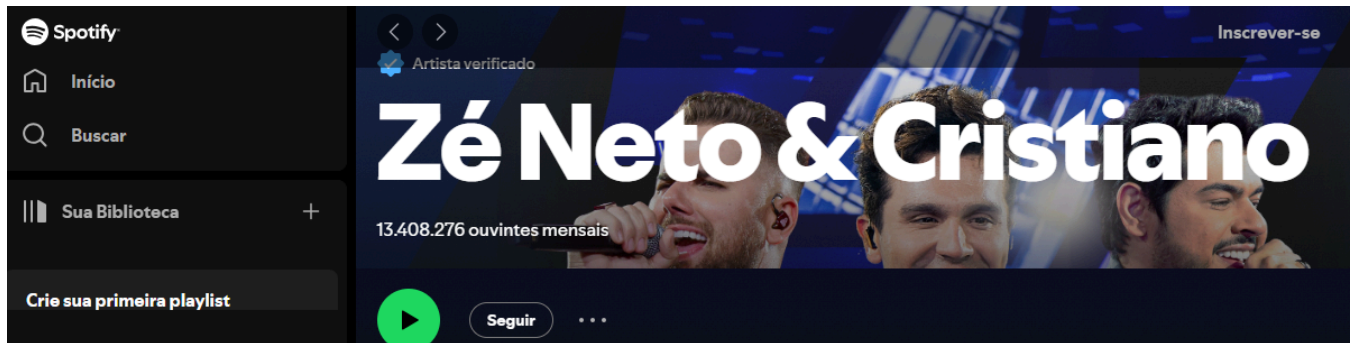 Spotify
Início
Buscar
Sua Biblioteca
Crie sua primeira playlist
Inscrever-se
Artista verificado
Zé Neto & Cristiano
13.408.276 ouvintes mensais
Seguir